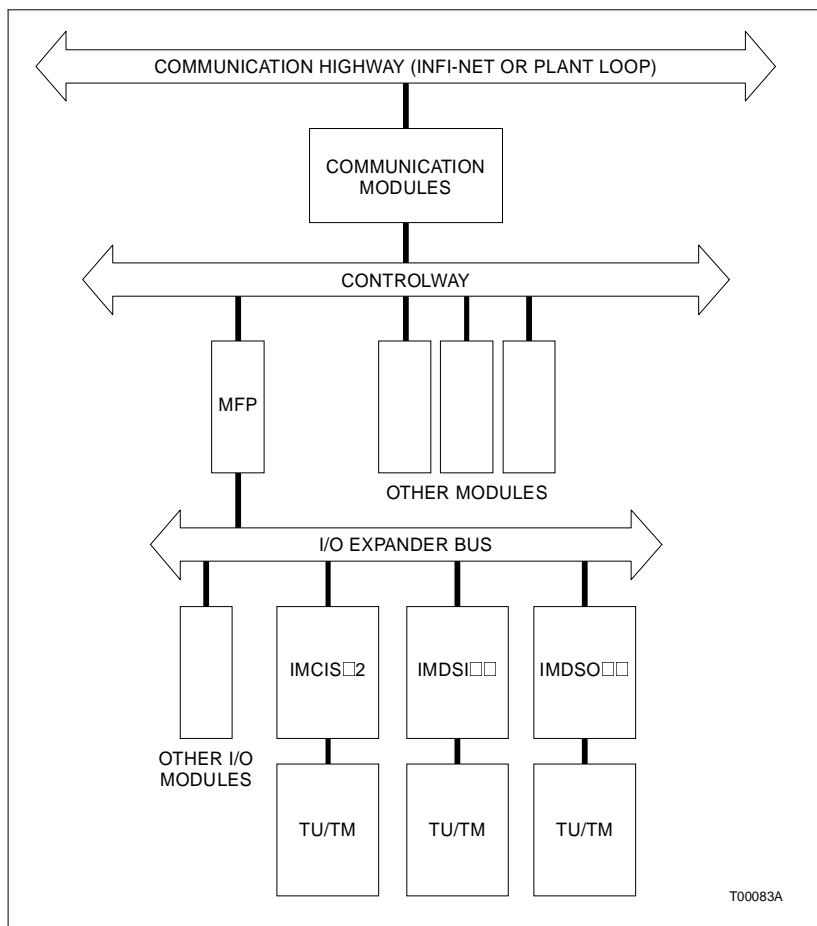 COMMUNICATION HIGHWAY (INFI-NET OR PLANT LOOP)
COMMUNICATION
MODULES
CONTROLWAY
MFP
OTHER MODULES
I/O EXPANDER BUS
IMCIS□2
IMDSI□□
IMDSO□□
OTHER I/O
MODULES
TU/TM
TU/TM
TU/TM
T00083A